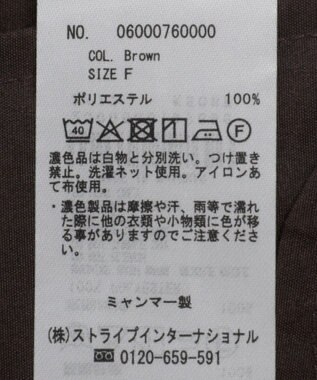 NO. 06000760000
COL. Brown
SIZE F
ポリエステル 100%
40 F
濃色品は白物と分別洗い。つけ置き
禁止。洗濯ネット使用。アイロンあ
て布使用。
・濃色製品は摩擦や汗、雨等で濡れ
た際に他の衣類や小物類に色が移
る事がありますのでご注意くださ
い。
ミャンマー製
(株)ストライプインターナショナル
0120-659-591